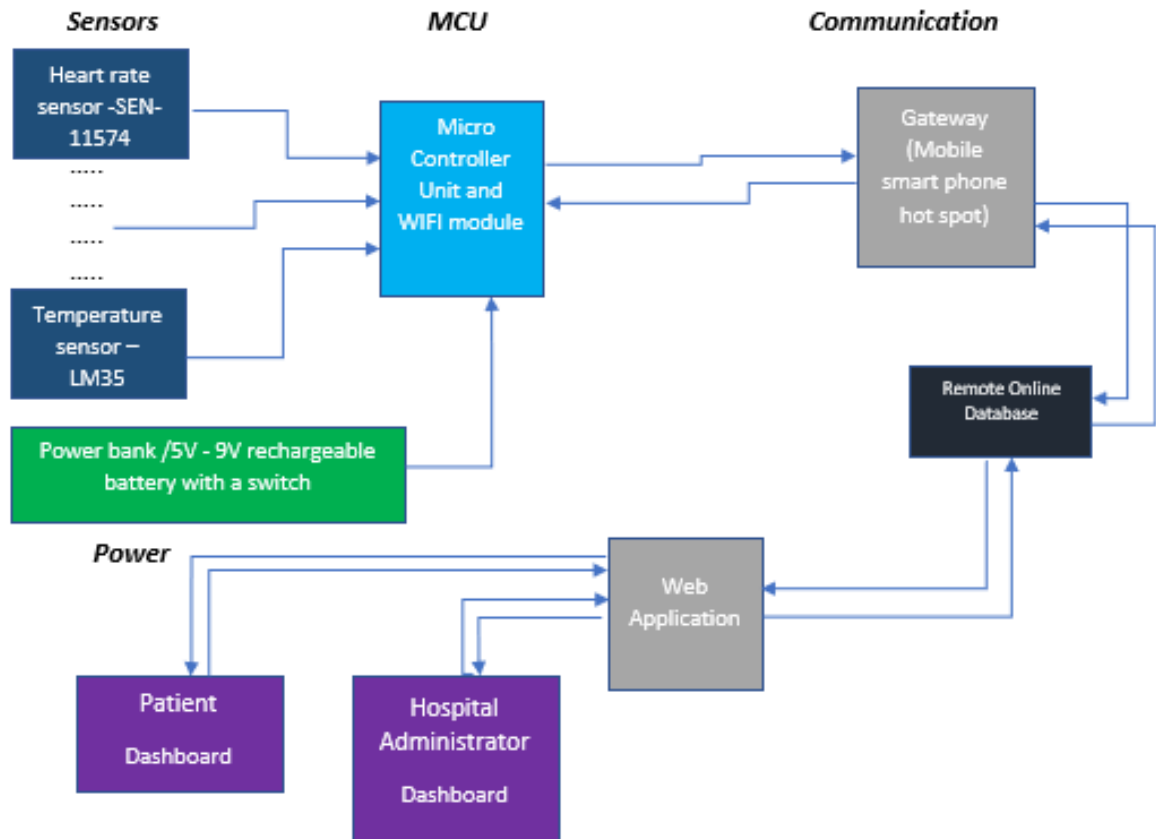 Sensors
MCU
Communication
Heart rate
sensor -SEN-
11574
.....
.....
.....
.....
Temperature
sensor –
LM35
Micro
Controller
Unit and
WIFI module
Gateway
(Mobile
smart phone
hot spot)
Remote Online
Database
Power bank /5V - 9V rechargeable
battery with a switch
Power
Web
Application
Patient
Dashboard
Hospital
Administrator
Dashboard